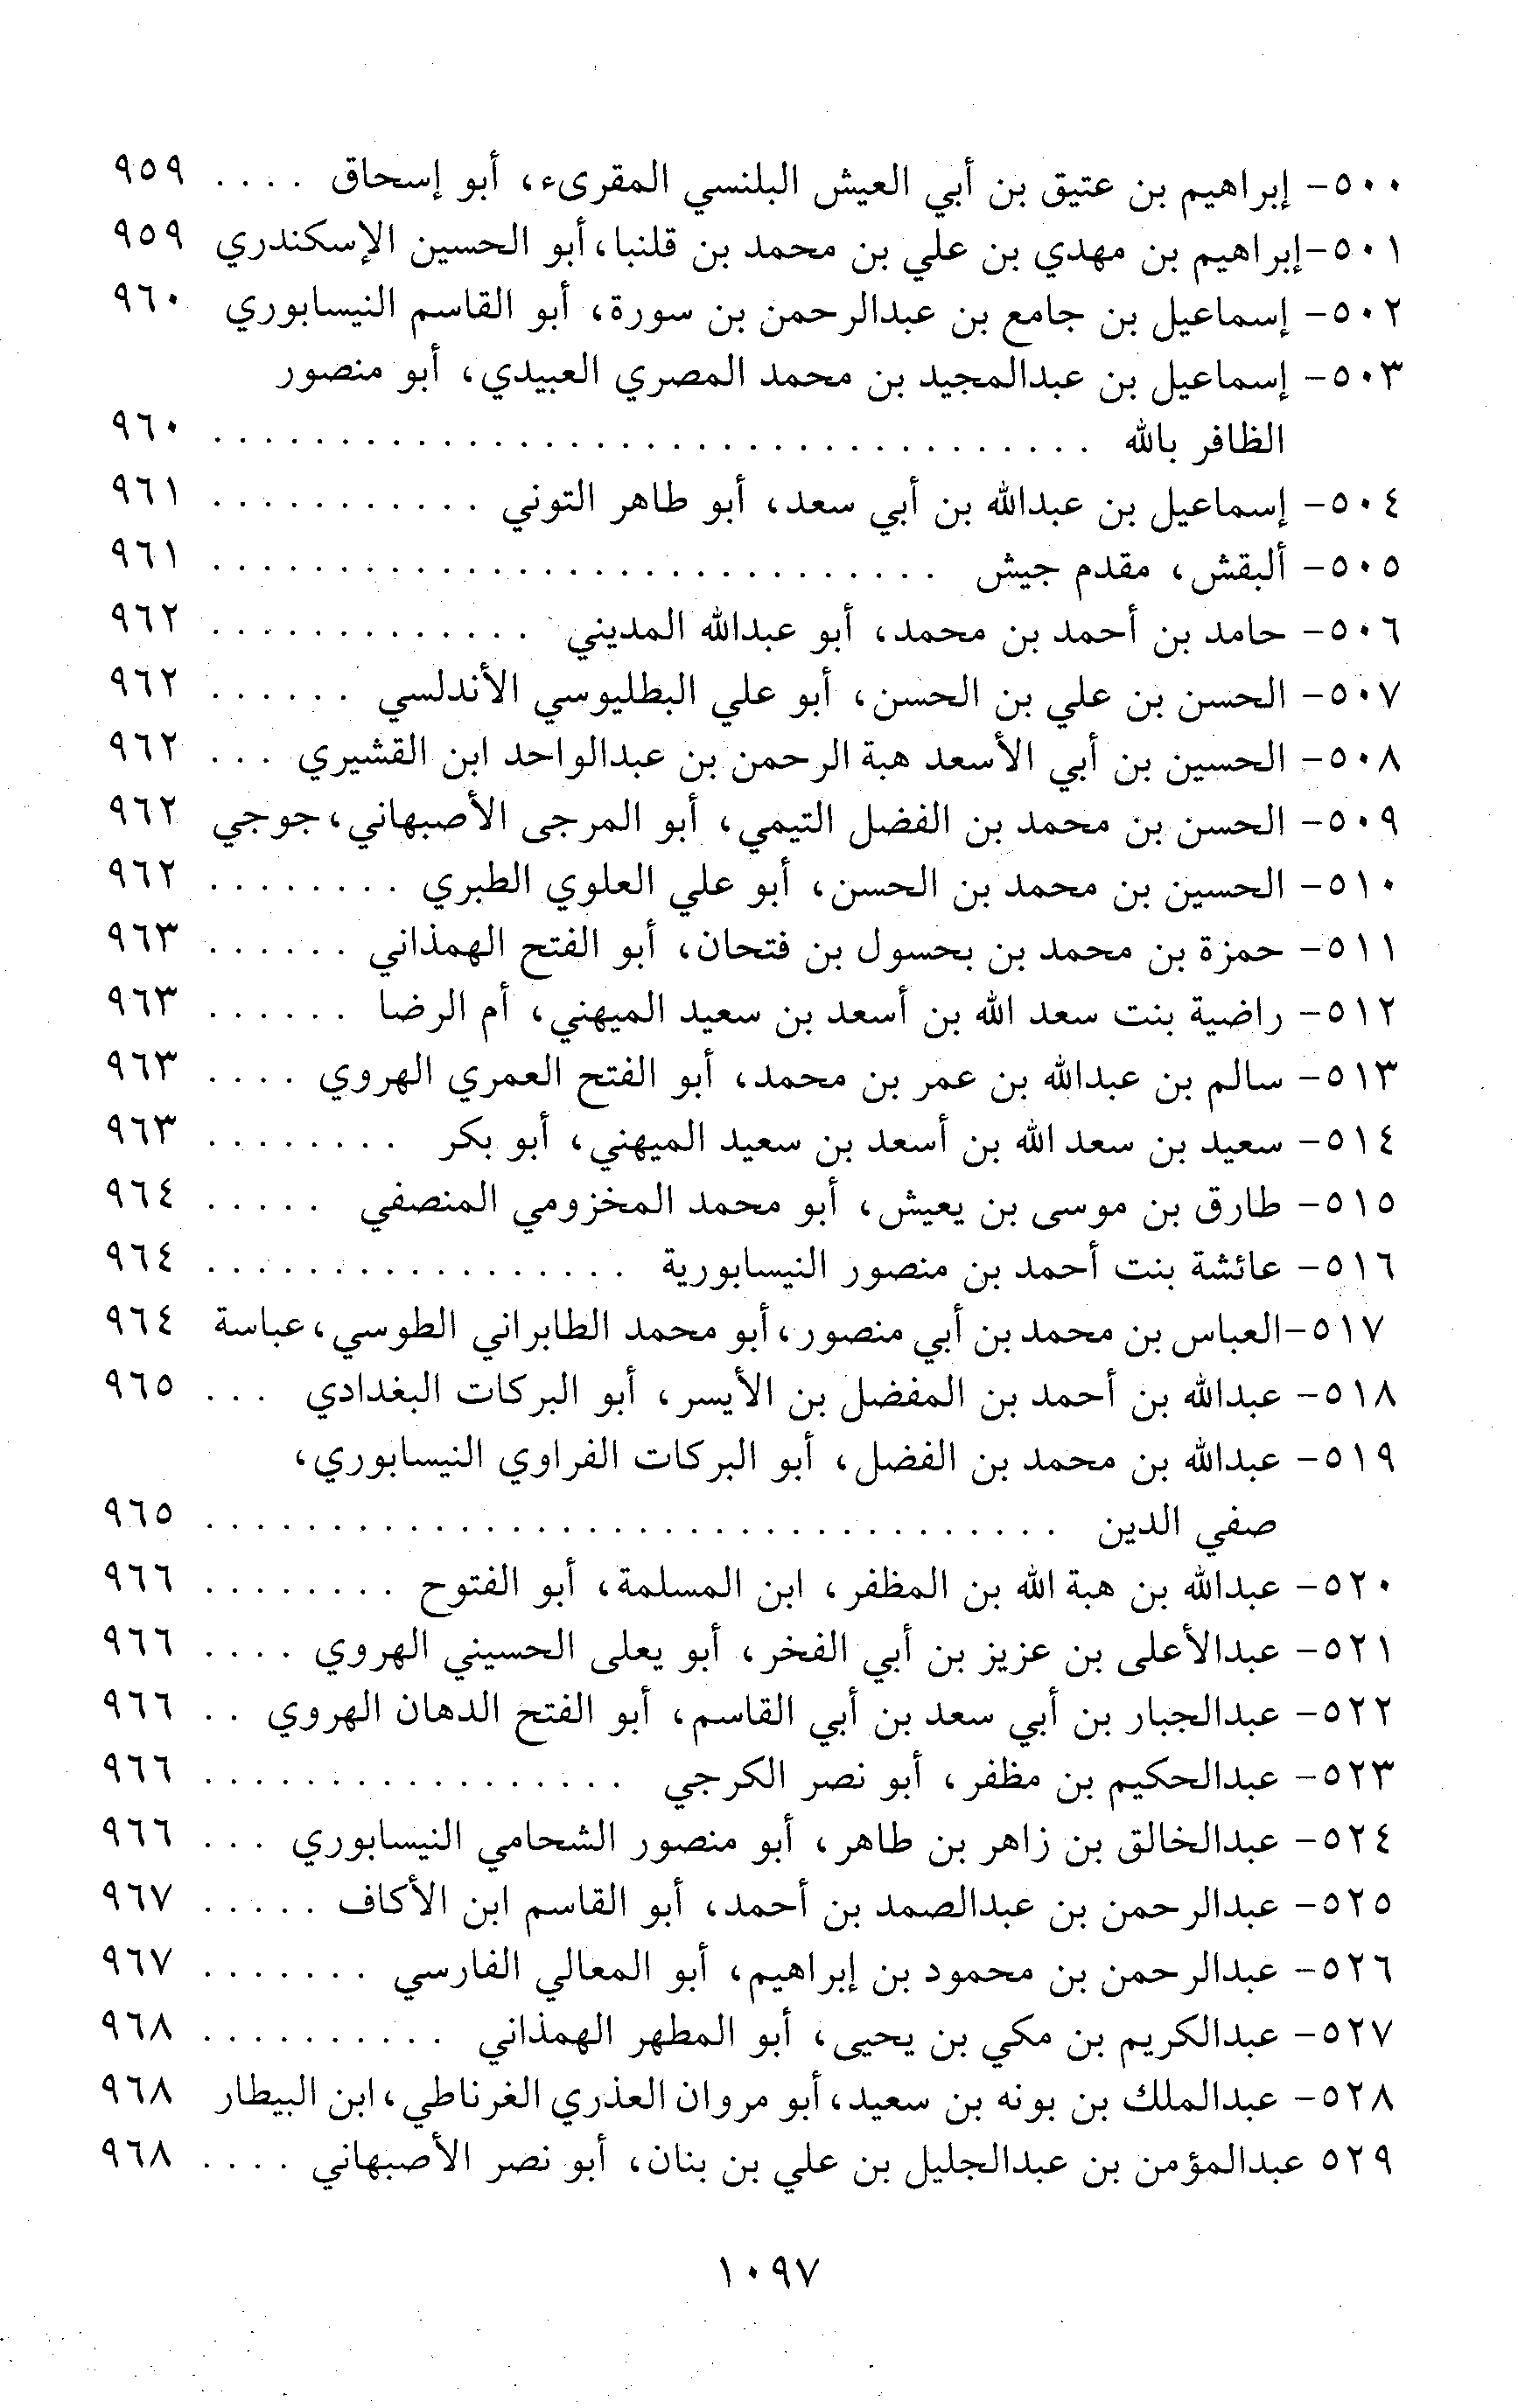 ٥٠٠- إبراهيم بن عتيق بن أبي العيش البلنسي المقرىء، أبو إسحاق . . . . ٩٥٩
٥٠١-إبراهيم بن مهدي بن علي بن محمد بن قلنبا، أبو الحسين الإسكندري ٩٥٩
٥٠٢- إسماعيل بن جامع بن عبدالرحمن بن سورة، أبو القاسم النيسابوري ٩٦٠
٥٠٣- إسماعيل بن عبدالمجيد بن محمد المصري العبيدي، أبو منصور
الظافر بالله . . . . . . . . . . . . . . . . . . . . . . . . . . . . . . . . . . . ٩٦٠
٥٠٤- إسماعيل بن عبدالله بن أبي سعد، أبو طاهر التوني . . . . . . . . . . . ٩٦١
٥٠٥- ألبقش، مقدم جيش . . . . . . . . . . . . . . . . . . . . . . . . . . . . . ٩٦١
٥٠٦- حامد بن أحمد بن محمد، أبو عبدالله المديني . . . . . . . . . . . . . ٩٦٢
٥٠٧- الحسن بن علي بن الحسن، أبو علي البطليوسي الأندلسي . . . . . . ٩٦٢
٥٠٨- الحسين بن أبي الأسعد هبة الرحمن بن عبدالواحد ابن القشيري . . . ٩٦٢
٥٠٩- الحسن بن محمد بن الفضل التيمي، أبو المرجى الأصبهاني، جوجي ٩٦٢
٥١٠- الحسين بن محمد بن الحسن، أبو علي العلوي الطبري . . . . . . . . ٩٦٢
٥١١- حمزة بن محمد بن بحسول بن فتحان، أبو الفتح الهمذاني . . . . . . ٩٦٣
٥١٢- راضية بنت سعد الله بن أسعد بن سعيد الميهني، أم الرضا . . . . . . ٩٦٣
٥١٣- سالم بن عبدالله بن عمر بن محمد، أبو الفتح العمري الهروي . . . . ٩٦٣
٥١٤- سعيد بن سعد الله بن أسعد بن سعيد الميهني، أبو بكر . . . . . . . . ٩٦٣
٥١٥- طارق بن موسى بن يعيش، أبو محمد المخزومي المنصفي . . . . . ٩٦٤
٥١٦- عائشة بنت أحمد بن منصور النيسابورية . . . . . . . . . . . . . . . . . ٩٦٤
٥١٧-العباس بن محمد بن أبي منصور، أبو محمد الطابراني الطوسي، عباسة ٩٦٤
٥١٨- عبدالله بن أحمد بن المفضل بن الأيسر، أبو البركات البغدادي . . . ٩٦٥
٥١٩- عبدالله بن محمد بن الفضل، أبو البركات الفراوي النيسابوري،
صفي الدين . . . . . . . . . . . . . . . . . . . . . . . . . . . . . . . . . . ٩٦٥
٥٢٠- عبدالله بن هبة الله بن المظفر، ابن المسلمة، أبو الفتوح . . . . . . . . ٩٦٦
٥٢١- عبدالأعلى بن عزيز بن أبي الفخر، أبو يعلى الحسيني الهروي . . . . ٩٦٦
٥٢٢- عبدالجبار بن أبي سعد بن أبي القاسم، أبو الفتح الدهان الهروي . . ٩٦٦
٥٢٣- عبدالحكيم بن مظفر، أبو نصر الكرجي . . . . . . . . . . . . . . . . . ٩٦٦
٥٢٤- عبدالخالق بن زاهر بن طاهر، أبو منصور الشحامي النيسابوري . . . ٩٦٦
٥٢٥- عبدالرحمن بن عبدالصمد بن أحمد، أبو القاسم ابن الأكاف . . . . . ٩٦٧
٥٢٦- عبدالرحمن بن محمود بن إبراهيم، أبو المعالي الفارسي . . . . . . . ٩٦٧
٥٢٧- عبدالكريم بن مكي بن يحيى، أبو المطهر الهمذاني . . . . . . . . . . ٩٦٨
٥٢٨- عبدالملك بن بونه بن سعيد، أبو مروان العذري الغرناطي، ابن البيطار ٩٦٨
٥٢٩ عبدالمؤمن بن عبدالجليل بن علي بن بنان، أبو نصر الأصبهاني . . . . ٩٦٨
١٠٩٧